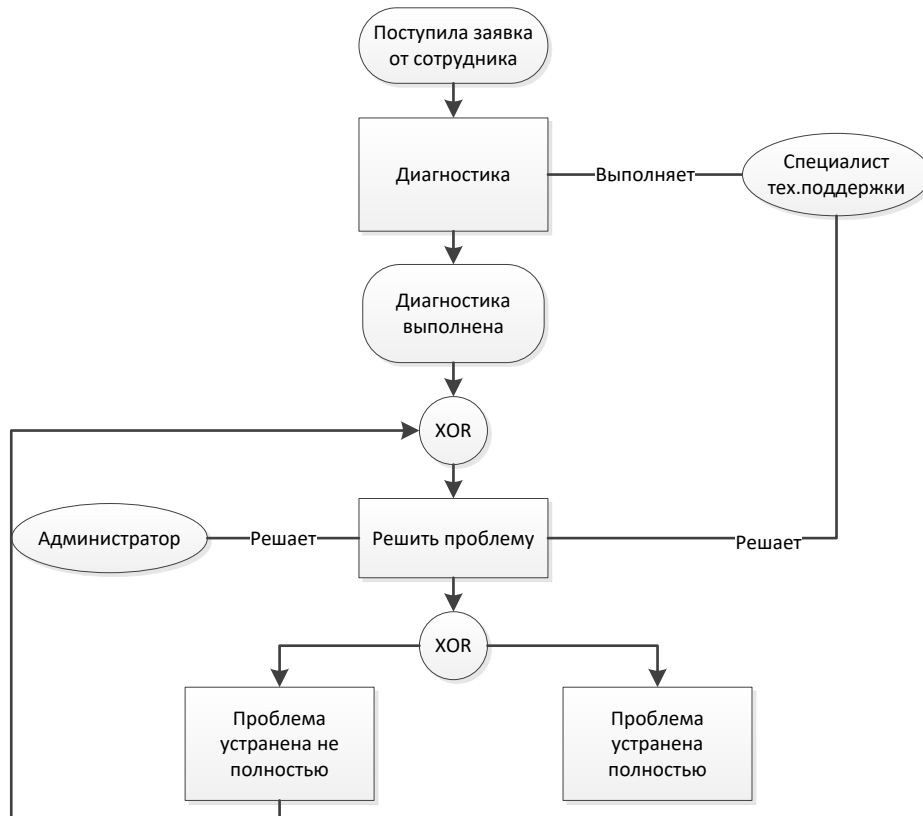 Поступила заявка
от сотрудника
Диагностика
Выполняет
Специалист
тех.поддержки
Диагностика
выполнена
XOR
Администратор
Решает
Решить проблему
Решает
XOR
Проблема
устранена не
полностью
Проблема
устранена
полностью